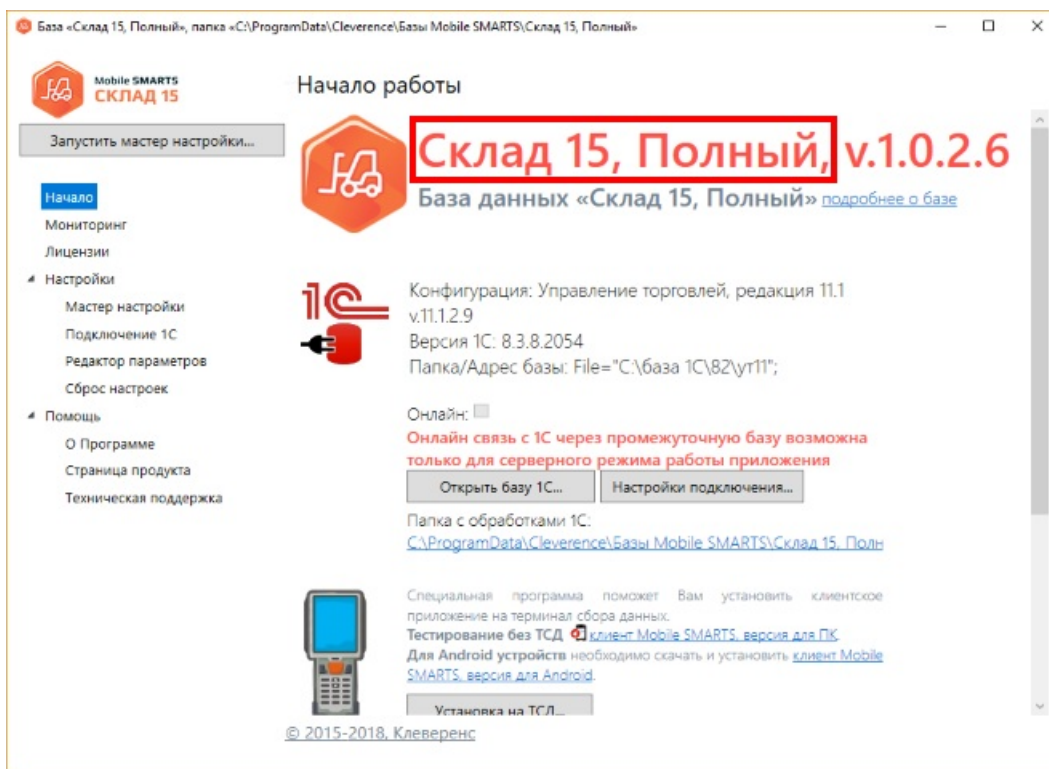 База «Склад 15, Полный», папка «C:\ProgramData\Cleverence\Базы Mobile SMARTS\Склад 15, Полный»
Mobile SMARTS
СКЛАД 15
Запустить мастер настройки...
Начало
Мониторинг
Лицензии
Настройки
Мастер настройки
Подключение 1С
Редактор параметров
Сброс настроек
Помощь
О Программе
Страница продукта
Техническая поддержка
Начало работы
Склад 15, Полный, v.1.0.2.6
База данных «Склад 15, Полный» подробнее о базе
1С
Конфигурация: Управление торговлей, редакция 11.1
v.11.1.2.9
Версия 1С: 8.3.8.2054
Папка/Адрес базы: File="C:\база 1С\82\ут11";
Онлайн:
Онлайн связь с 1С через промежуточную базу возможна
только для серверного режима работы приложения
Открыть базу 1С...
Настройки подключения...
Папка с обработками 1С:
C:\ProgramData\Cleverence\Базы Mobile SMARTS\Склад 15, Полн
Специальная программа поможет Вам установить клиентское
приложение на терминал сбора данных.
Тестирование без ТСД клиент Mobile SMARTS, версия для ПК.
Для Android устройств необходимо скачать и установить клиент Mobile
SMARTS, версия для Android.
Установка на ТСД...
© 2015-2018, Клеверенс